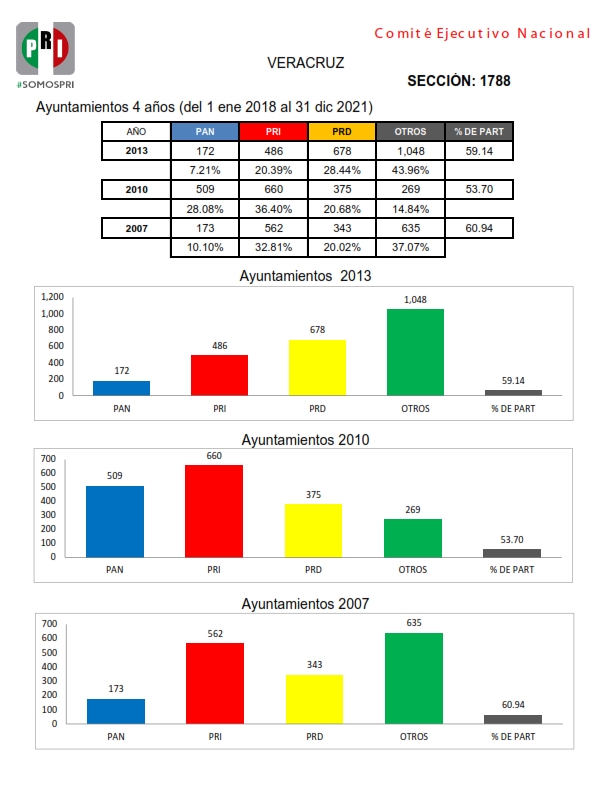 Comité Ejecutivo Nacional
PRI
#SOMOSPRI
VERACRUZ
SECCIÓN: 1788
Ayuntamientos 4 años (del 1 ene 2018 al 31 dic 2021)
AÑO PAN PRI PRD OTROS % DE PART
2013 172 486 678 1,048 59.14
7.21% 20.39% 28.44% 43.96%
2010 509 660 375 269 53.70
28.08% 36.40% 20.68% 14.84%
2007 173 562 343 635 60.94
10.10% 32.81% 20.02% 37.07%
Ayuntamientos 2013
1,200
1,000
800
600
400
200
0
172 486 678 1,048 59.14
PAN PRI PRD OTROS % DE PART
Ayuntamientos 2010
700
600
500
400
300
200
100
0
509 660 375 269 53.70
PAN PRI PRD OTROS % DE PART
Ayuntamientos 2007
700
600
500
400
300
200
100
0
173 562 343 635 60.94
PAN PRI PRD OTROS % DE PART